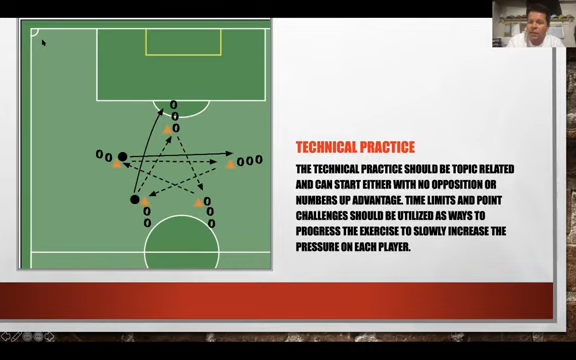 TECHNICAL PRACTICE
THE TECHNICAL PRACTICE SHOULD BE TOPIC RELATED
AND CAN START EITHER WITH NO OPPOSITION OR
NUMBERS UP ADVANTAGE. TIME LIMITS AND POINT
CHALLENGES SHOULD BE UTILIZED AS WAYS TO
PROGRESS THE EXERCISE TO SLOWLY INCREASE THE
PRESSURE ON EACH PLAYER.